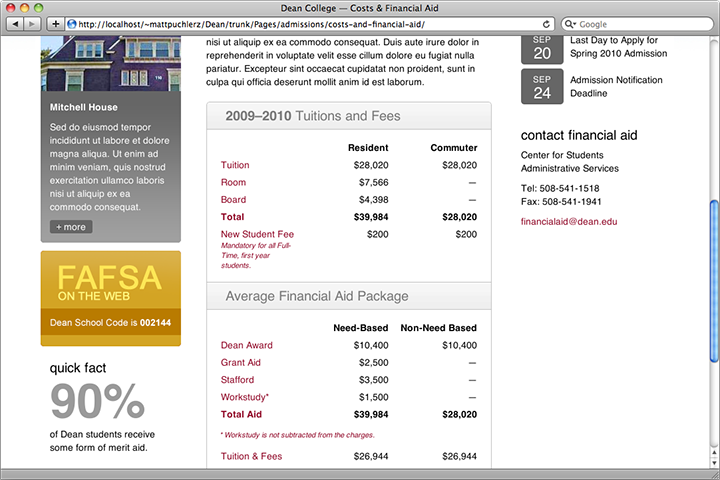 Dean College — Costs & Financial Aid
http://localhost/~mattpuchlerz/Dean/trunk/Pages/admissions/costs-and-financial-aid/
Google
Mitchell House
Sed do eiusmod tempor
incididunt ut labore et dolore
magna aliqua. Ut enim ad
minim veniam, quis nostrud
exercitation ullamco laboris
nisi ut aliquip ex ea
commodo consequat.
+ more
FAFSA
ON THE WEB
Dean School Code is 002144
quick fact
90%
of Dean students receive
some form of merit aid.
nisi ut aliquip ex ea commodo consequat. Duis aute irure dolor in
reprehenderit in voluptate velit esse cillum dolore eu fugiat nulla
pariatur. Excepteur sint occaecat cupidatat non proident, sunt in
culpa qui officia deserunt mollit anim id est laborum.
2009–2010 Tuitions and Fees
Resident Commuter
Tuition $28,020 $28,020
Room $7,566 —
Board $4,398 —
Total $39,984 $28,020
New Student Fee $200 $200
Mandatory for all Full-
Time, first year
students.
Average Financial Aid Package
Need-Based Non-Need Based
Dean Award $10,400 $10,400
Grant Aid $2,500 —
Stafford $3,500 —
Workstudy* $1,500 —
Total Aid $39,984 $28,020
* Workstudy is not subtracted from the charges.
Tuition & Fees $26,944 $26,944
SEP
20
Last Day to Apply for
Spring 2010 Admission
SEP
24
Admission Notification
Deadline
contact financial aid
Center for Students
Administrative Services
Tel: 508-541-1518
Fax: 508-541-1941
financialaid@dean.edu